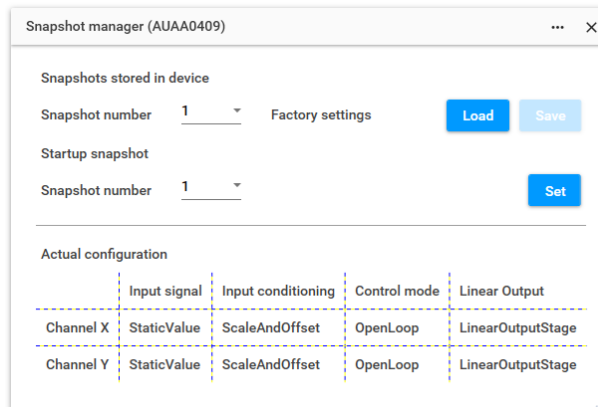 Snapshot manager (AUAA0409)
Snapshots stored in device
Snapshot number 1 Factory settings Load Save
Startup snapshot
Snapshot number 1 Set
Actual configuration
Input signal Input conditioning Control mode Linear Output
Channel X StaticValue ScaleAndOffset OpenLoop LinearOutputStage
Channel Y StaticValue ScaleAndOffset OpenLoop LinearOutputStage